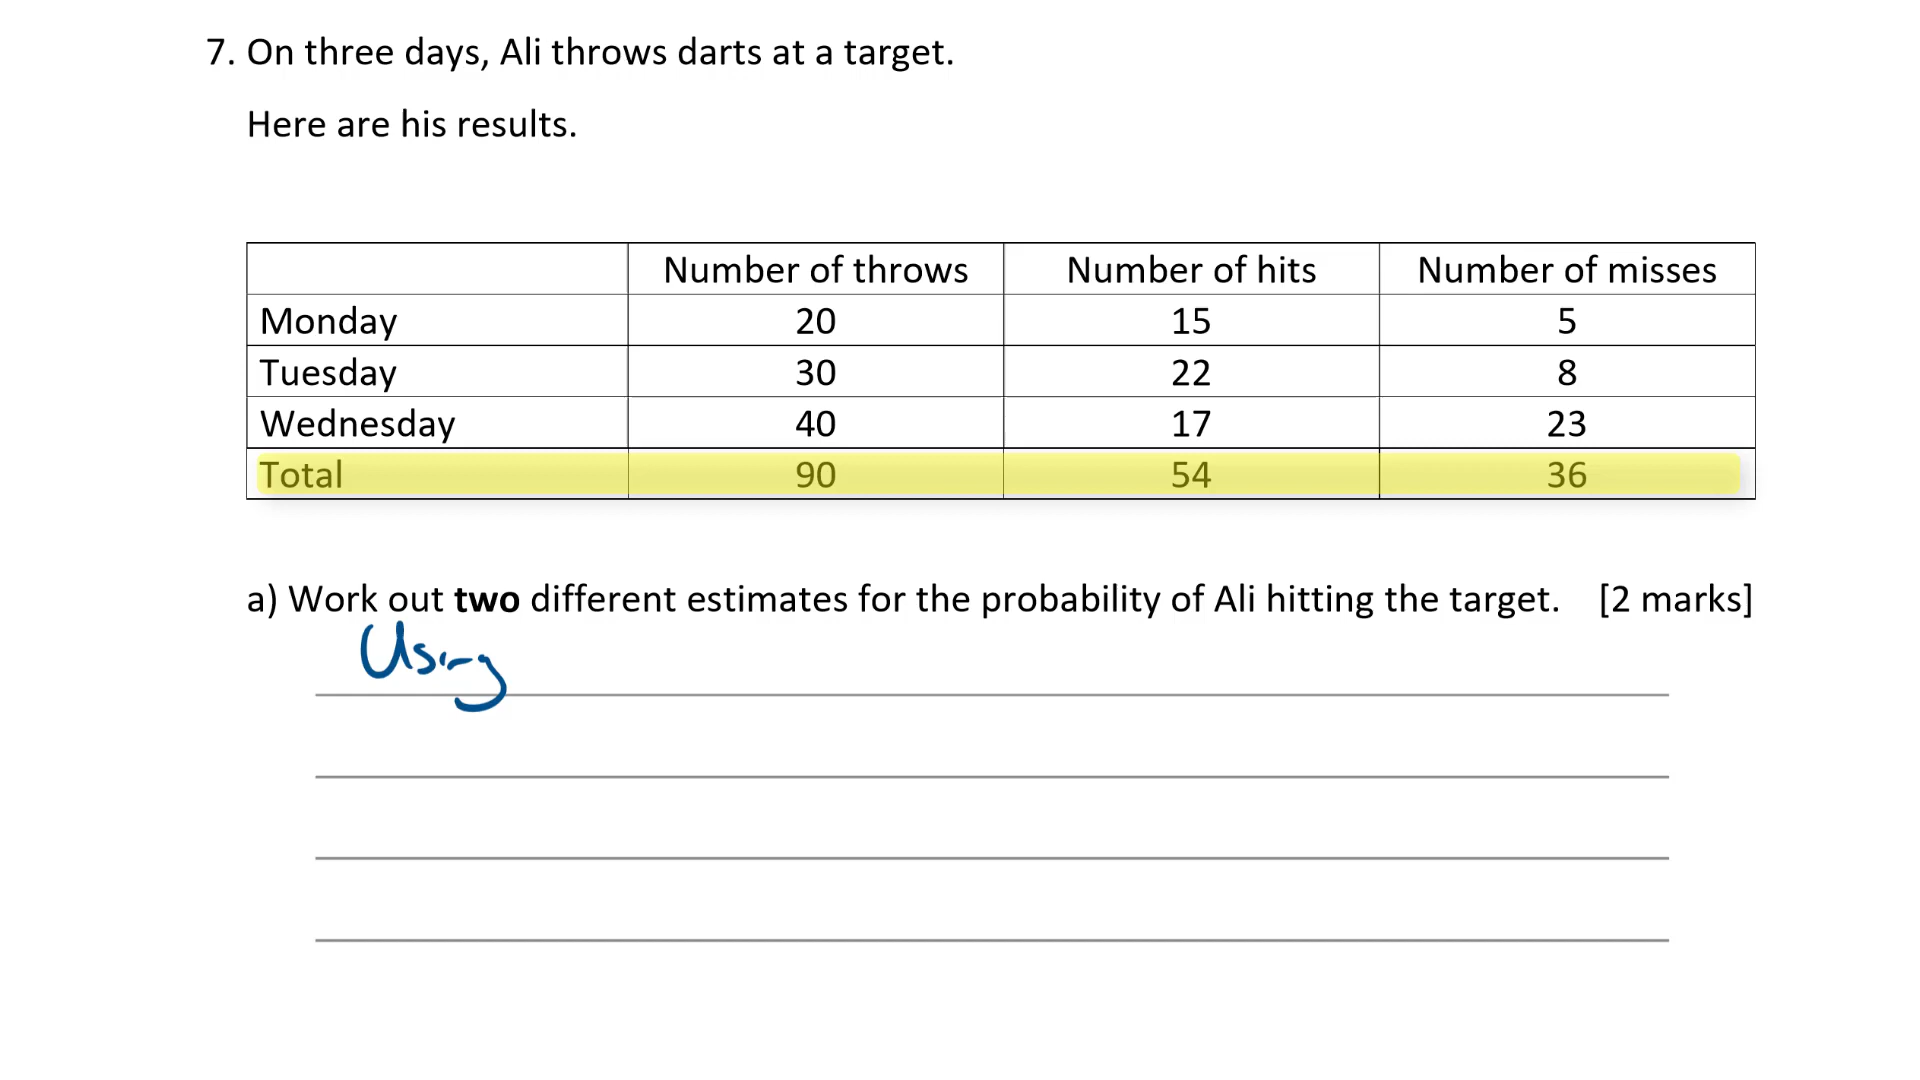 7. On three days, Ali throws darts at a target.
Here are his results.
Number of throws Number of hits Number of misses
Monday 20 15 5
Tuesday 30 22 8
Wednesday 40 17 23
Total 90 54 36
a) Work out two different estimates for the probability of Ali hitting the target. [2 marks]
Using